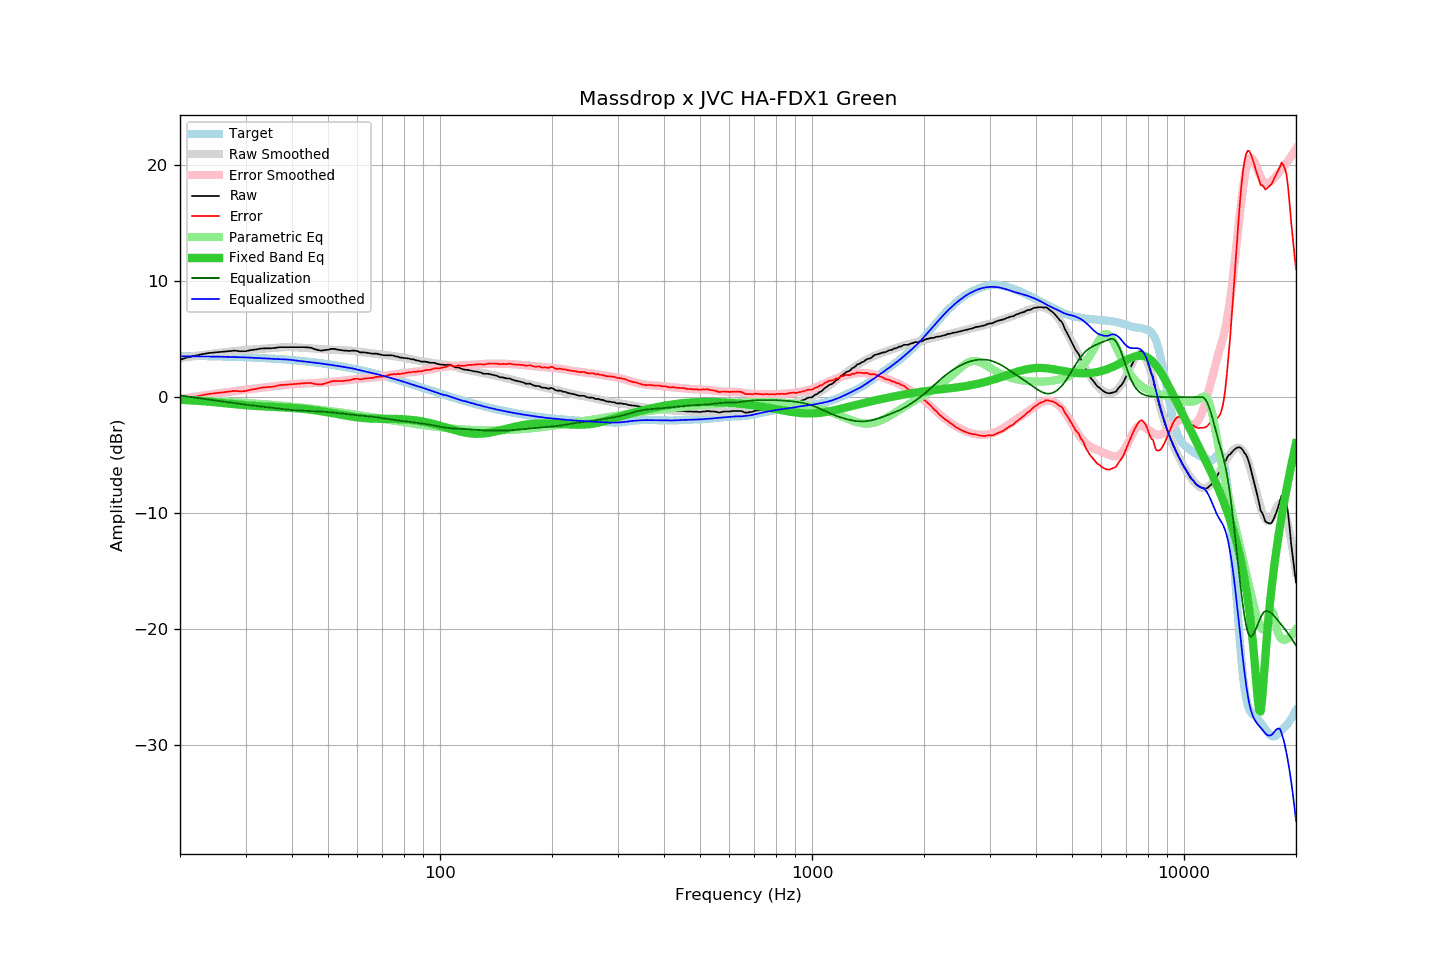 Massdrop x JVC HA-FDX1 Green
Target
Raw Smoothed
Error Smoothed
Raw
Error
Parametric Eq
Fixed Band Eq
Equalization
Equalized smoothed
20
10
0
−10
−20
−30
Amplitude (dBr)
100
1000
10000
Frequency (Hz)